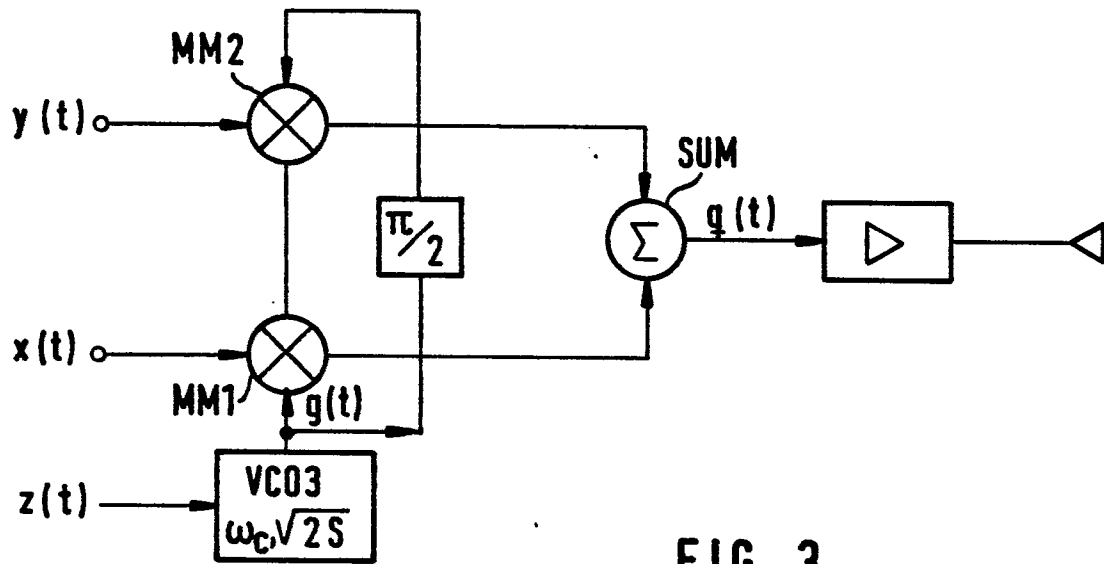 MM2
y(t)
SUM
π/2
Σ
q(t)
x(t)
MM1
g(t)
VCO3
z(t)
ω_C,√2S
FIG. 3